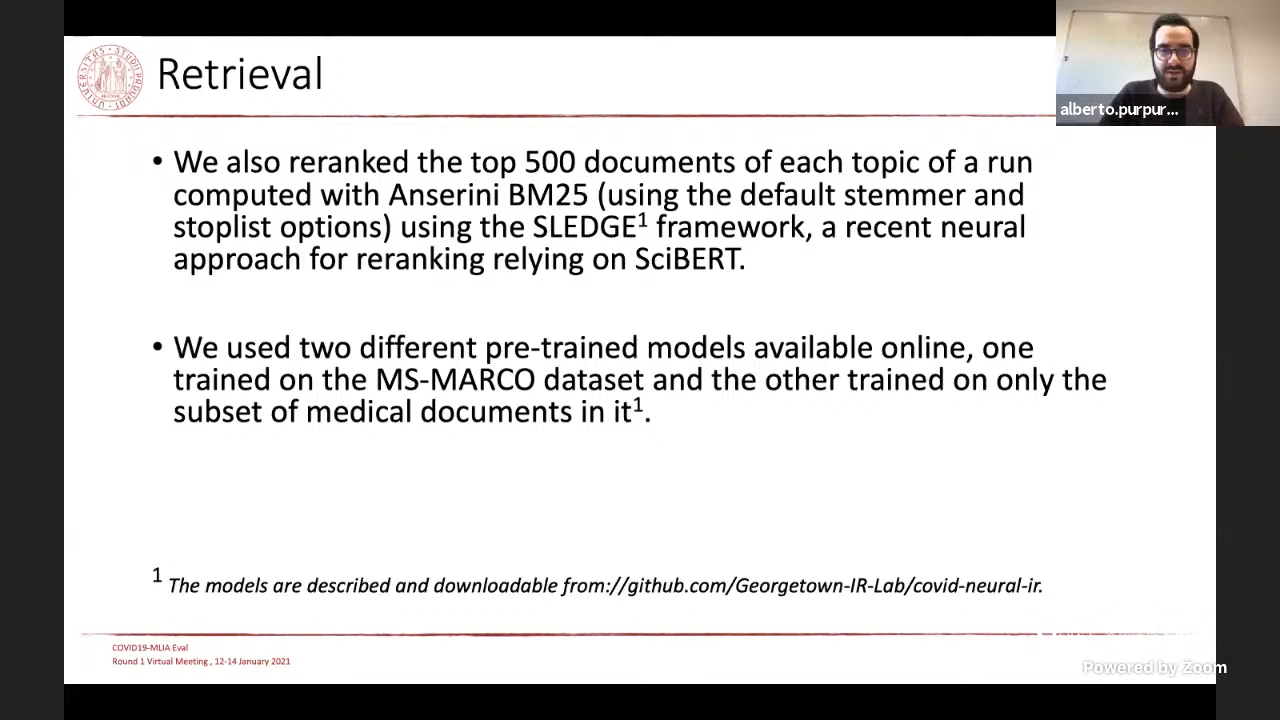 Retrieval
alberto.purpur...
• We also reranked the top 500 documents of each topic of a run
computed with Anserini BM25 (using the default stemmer and
stoplist options) using the SLEDGE¹ framework, a recent neural
approach for reranking relying on SciBERT.
• We used two different pre-trained models available online, one
trained on the MS-MARCO dataset and the other trained on only the
subset of medical documents in it¹.
¹ The models are described and downloadable from://github.com/Georgetown-IR-Lab/covid-neural-ir.
COVID19-MLIA Eval
Round 1 Virtual Meeting , 12-14 January 2021
Powered by Zoom